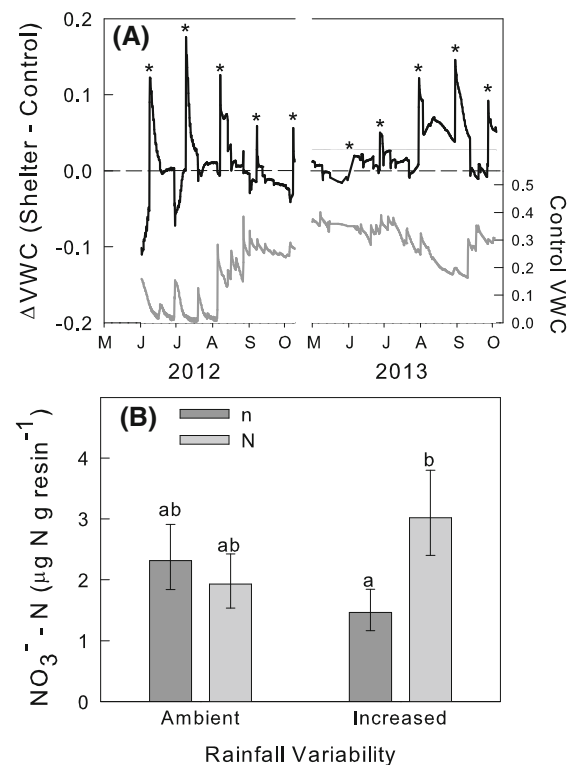 (A)
0.2
0.1
0.0
-0.1
-0.2
ΔVWC (Shelter - Control)
* * * * *
* * * * *
0.5
0.4
0.3
0.2
0.1
0.0
Control VWC
M J J A S O M J J A S O
2012 2013
(B)
n
N
4
3
2
1
0
NO3- - N (µg N g resin-1)
ab ab a b
Ambient Increased
Rainfall Variability